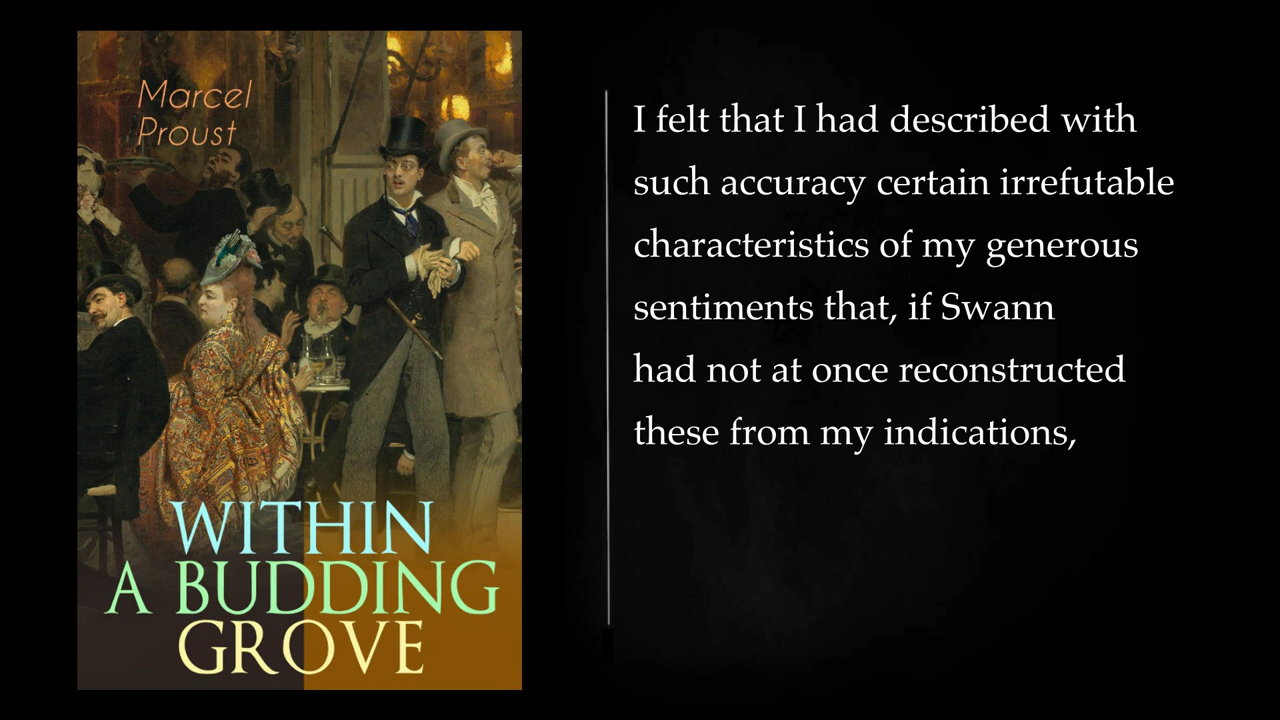 Marcel
Proust
WITHIN
A BUDDING
GROVE
I felt that I had described with
such accuracy certain irrefutable
characteristics of my generous
sentiments that, if Swann
had not at once reconstructed
these from my indications,